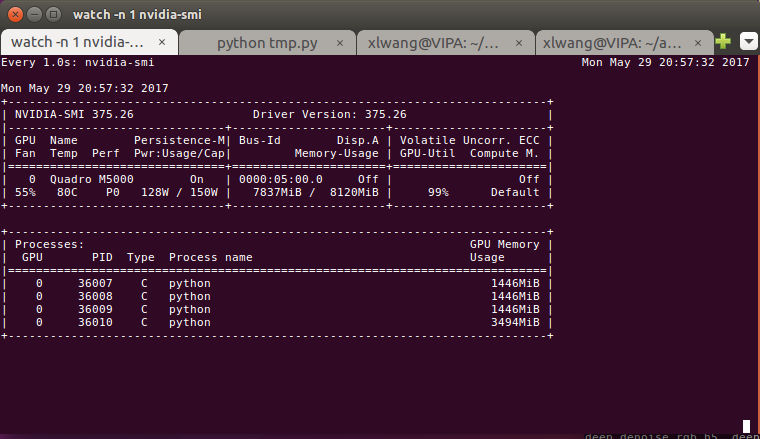 watch -n 1 nvidia-smi
watch -n 1 nvidia-... × python tmp.py × xlwang@VIPA: ~/... × xlwang@VIPA: ~/a... ×
Every 1.0s: nvidia-smi Mon May 29 20:57:32 2017
Mon May 29 20:57:32 2017
+-----------------------------------------------------------------------------+
| NVIDIA-SMI 375.26                 Driver Version: 375.26                    |
|-------------------------------+----------------------+----------------------+
| GPU  Name        Persistence-M| Bus-Id        Disp.A | Volatile Uncorr. ECC |
| Fan  Temp  Perf  Pwr:Usage/Cap|         Memory-Usage | GPU-Util  Compute M. |
|===============================+======================+======================|
|   0  Quadro M5000        On   | 0000:05:00.0     Off |                  Off |
| 55%   80C    P0   128W / 150W |   7837MiB /  8120MiB |     99%      Default |
+-------------------------------+----------------------+----------------------+
+-----------------------------------------------------------------------------+
| Processes:                                                       GPU Memory |
|  GPU       PID  Type  Process name                               Usage      |
|=============================================================================|
|    0     36007    C   python                                        1446MiB |
|    0     36008    C   python                                        1446MiB |
|    0     36009    C   python                                        1446MiB |
|    0     36010    C   python                                        3494MiB |
+-----------------------------------------------------------------------------+